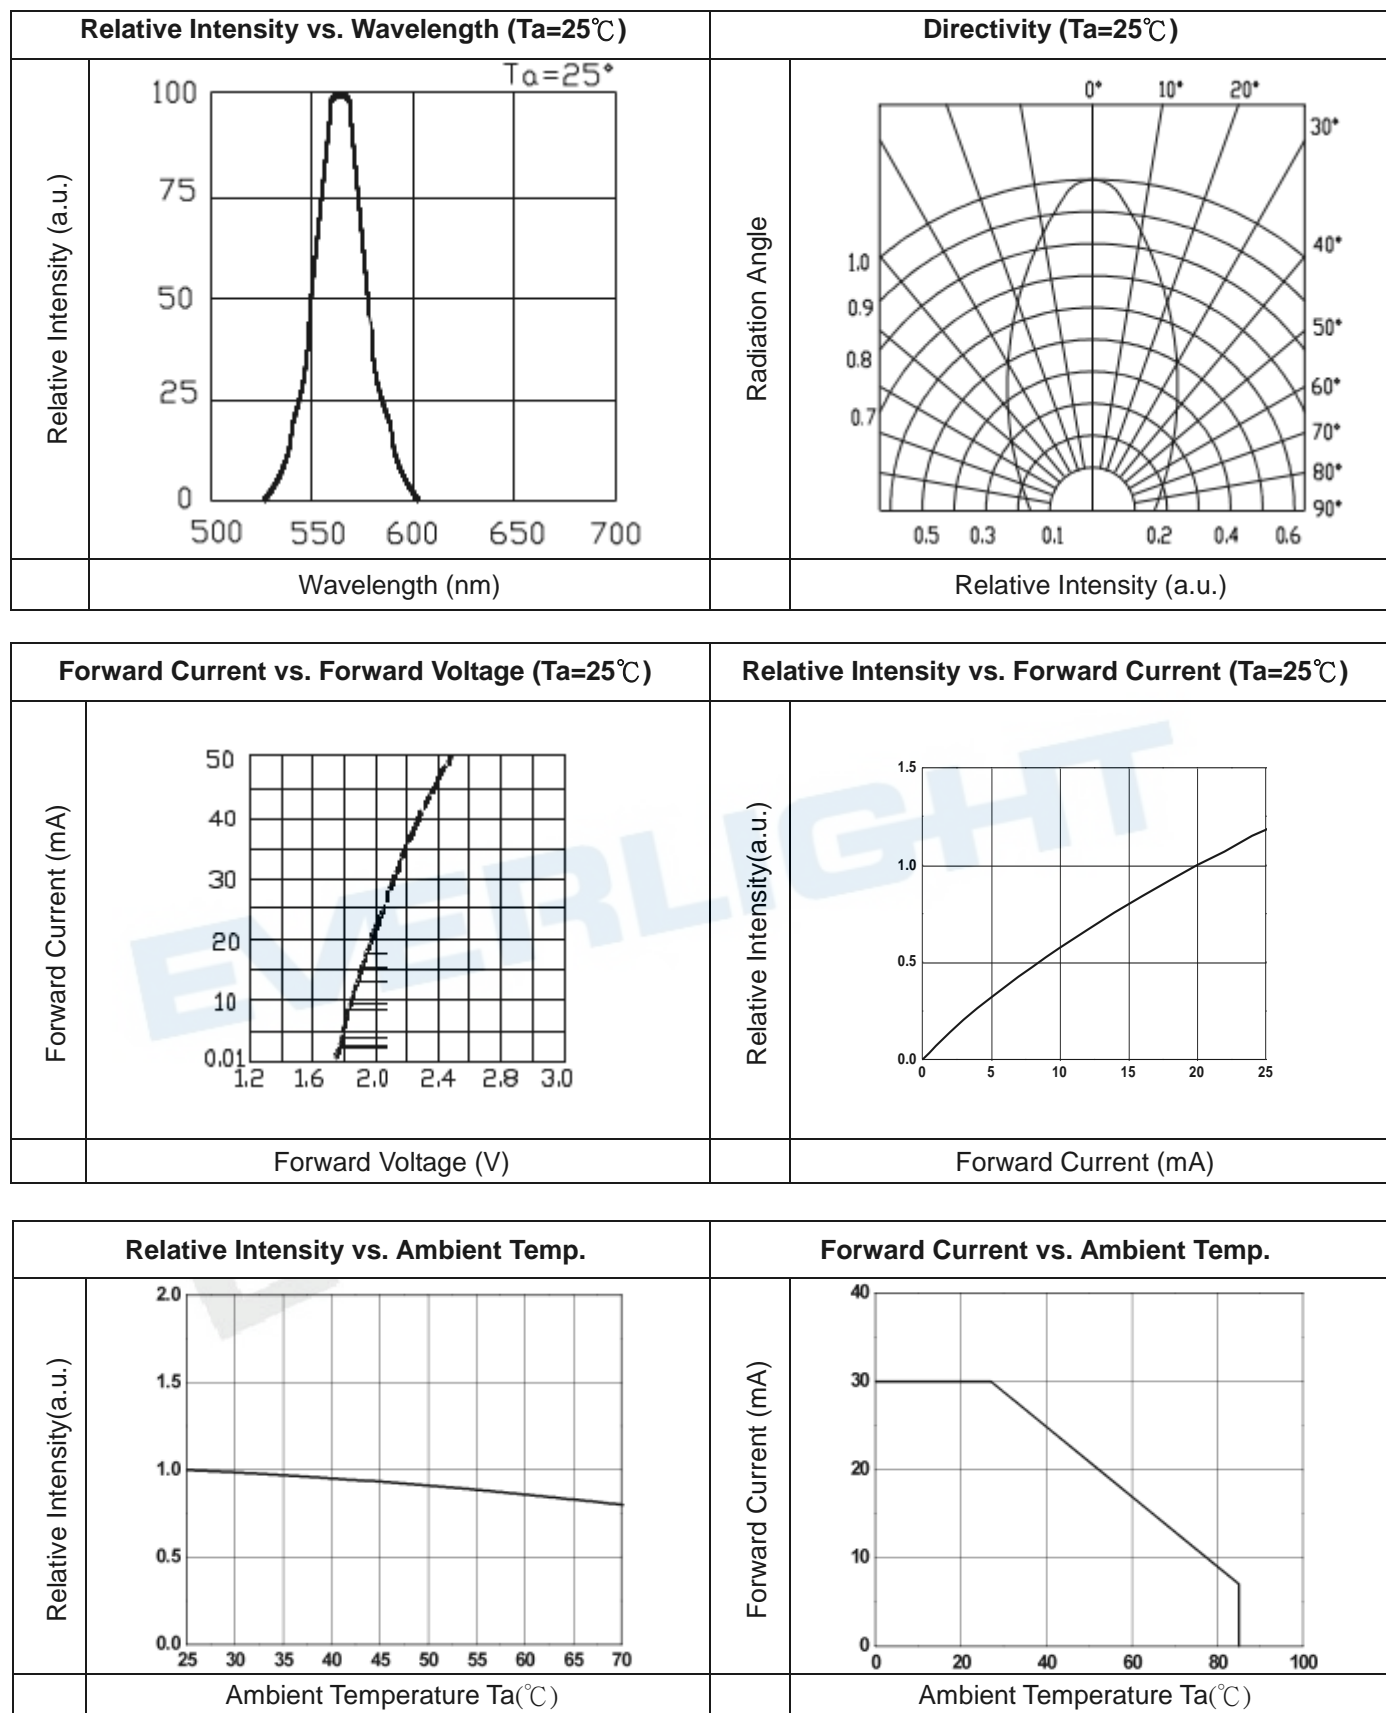 Relative Intensity vs. Wavelength (Ta=25℃)
Directivity (Ta=25℃)
Relative Intensity (a.u.)
Ta=25°
100
75
50
25
0
500 550 600 650 700
Wavelength (nm)
Radiation Angle
0° 10° 20°
30°
40°
50°
60°
70°
80°
90°
1.0
0.9
0.8
0.7
0.5 0.3 0.1 0.2 0.4 0.6
Relative Intensity (a.u.)
Forward Current vs. Forward Voltage (Ta=25℃)
Relative Intensity vs. Forward Current (Ta=25℃)
EVERLIGHT
Forward Current (mA)
50
40
30
20
10
0.01
1.2 1.6 2.0 2.4 2.8 3.0
Forward Voltage (V)
Relative Intensity(a.u.)
1.5
1.0
0.5
0.0
0 5 10 15 20 25
Forward Current (mA)
Relative Intensity vs. Ambient Temp.
Forward Current vs. Ambient Temp.
Relative Intensity(a.u.)
2.0
1.5
1.0
0.5
0.0
25 30 35 40 45 50 55 60 65 70
Ambient Temperature Ta(℃)
Forward Current (mA)
40
30
20
10
0
0 20 40 60 80 100
Ambient Temperature Ta(℃)